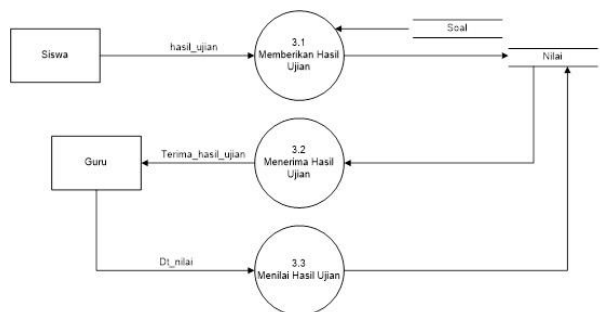 Siswa
hasil_ujian
3.1
Memberikan Hasil
Ujian
Soal
Nilai
Guru
Terima_hasil_ujian
3.2
Menerima Hasil
Ujian
Dt_nilai
3.3
Menilai Hasil Ujian